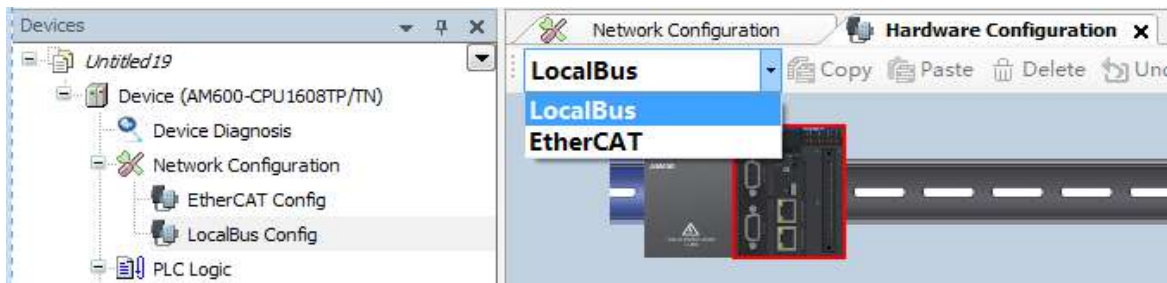 Devices
Untitled19
Device (AM600-CPU1608TP/TN)
Device Diagnosis
Network Configuration
EtherCAT Config
LocalBus Config
PLC Logic
Network Configuration
Hardware Configuration
LocalBus
Copy
Paste
Delete
Und
LocalBus
EtherCAT